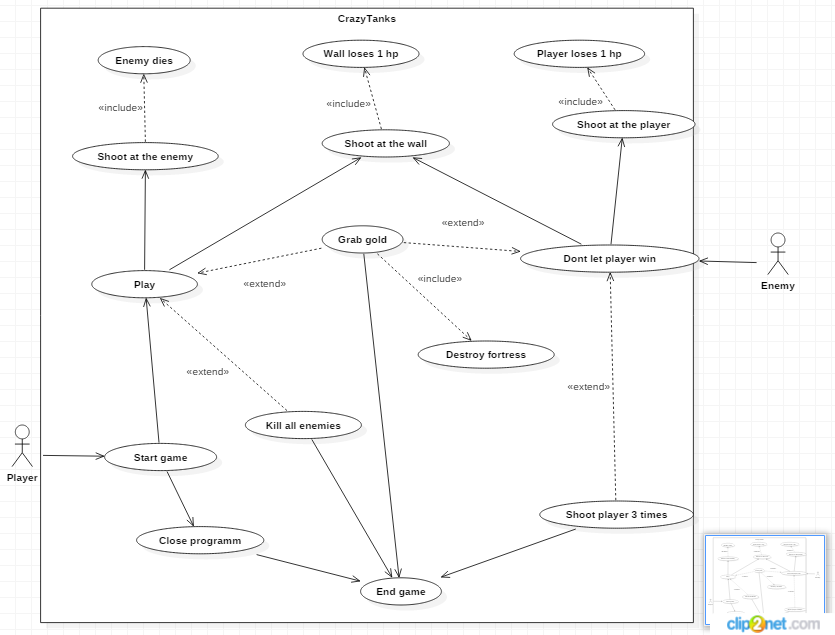 CrazyTanks
Enemy dies
Wall loses 1 hp
Player loses 1 hp
«include»
«include»
«include»
Shoot at the enemy
Shoot at the wall
Shoot at the player
Grab gold
«extend»
Dont let player win
Enemy
Play
«extend»
«include»
Destroy fortress
«extend»
«extend»
Kill all enemies
Player
Start game
Close programm
Shoot player 3 times
End game
clip2net.com